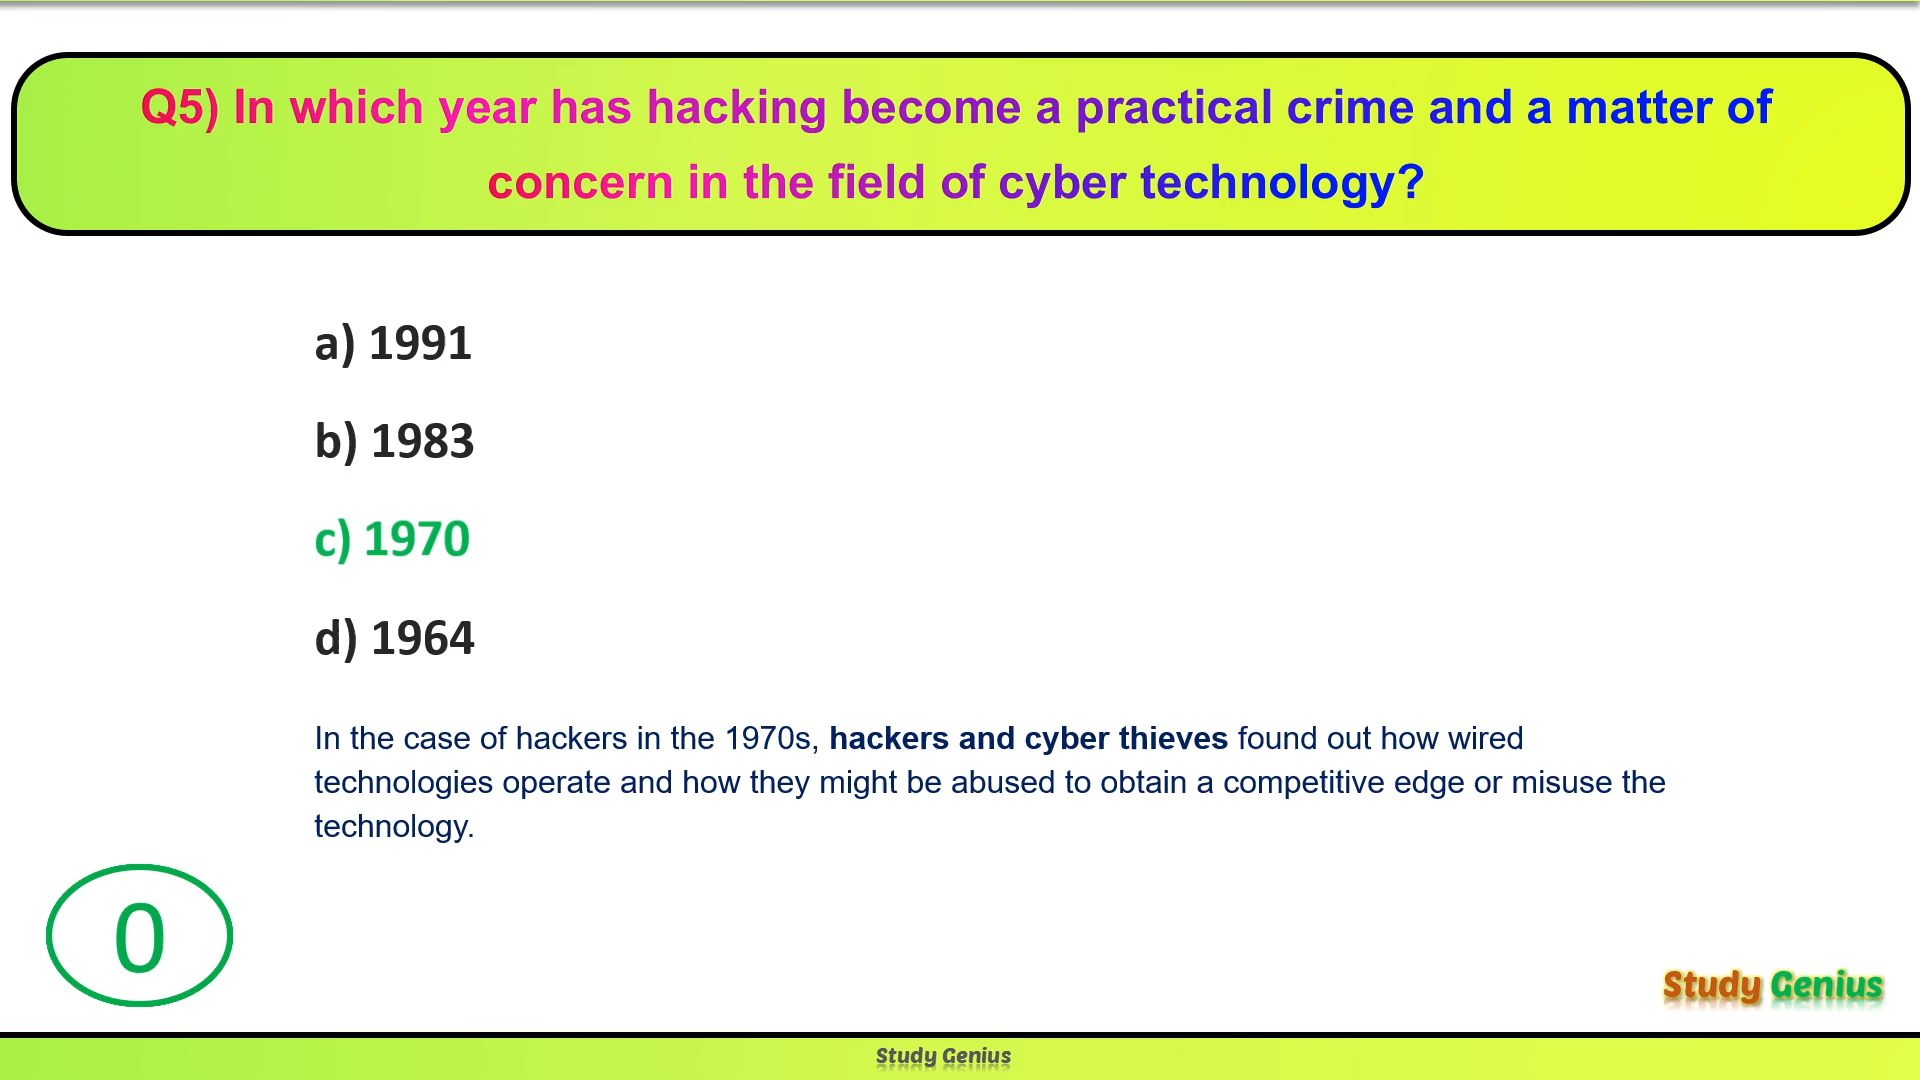 Q5) In which year has hacking become a practical crime and a matter of
concern in the field of cyber technology?
a) 1991
b) 1983
c) 1970
d) 1964
In the case of hackers in the 1970s, hackers and cyber thieves found out how wired
technologies operate and how they might be abused to obtain a competitive edge or misuse the
technology.
0
Study Genius
Study Genius